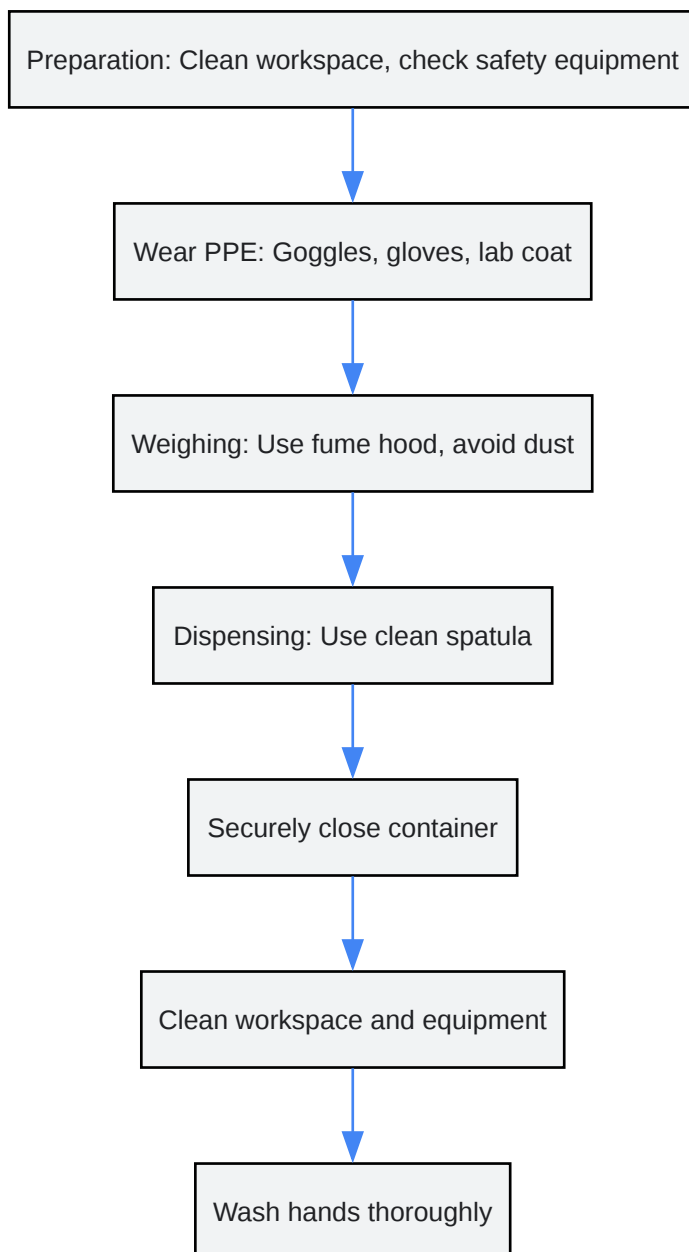 Preparation: Clean workspace, check safety equipment
Wear PPE: Goggles, gloves, lab coat
Weighing: Use fume hood, avoid dust
Dispensing: Use clean spatula
Securely close container
Clean workspace and equipment
Wash hands thoroughly